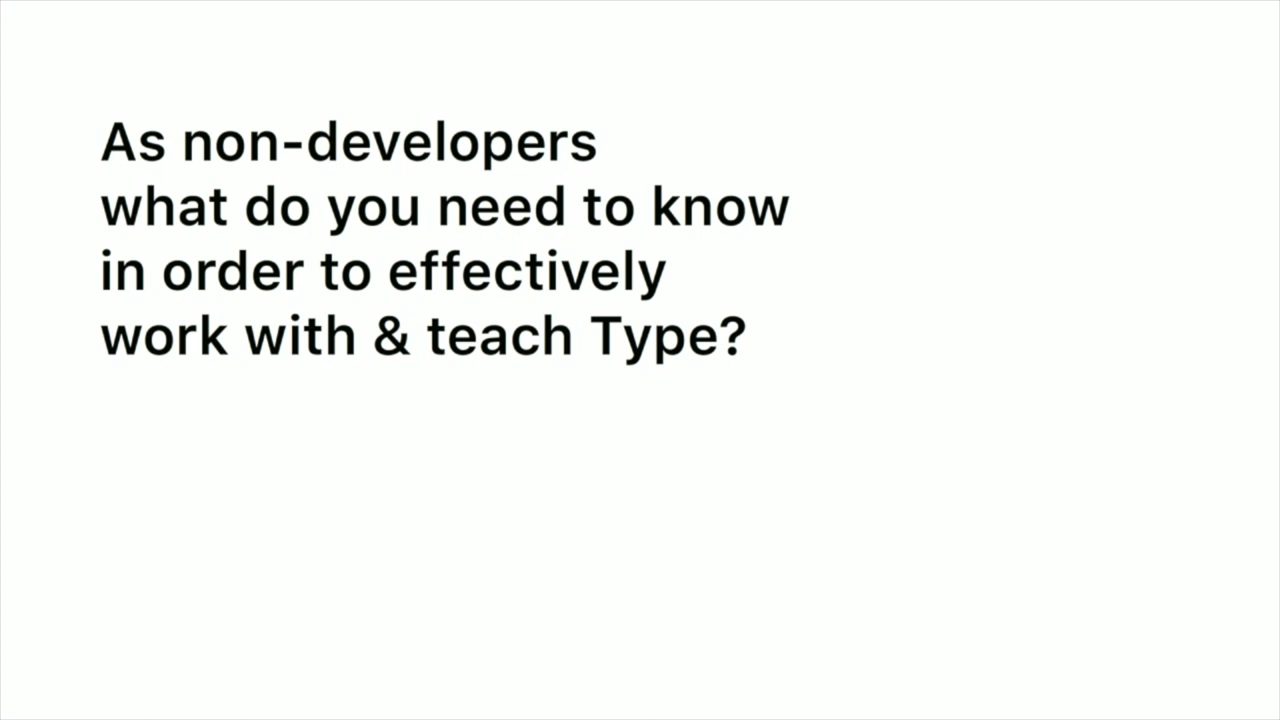 As non-developers
what do you need to know
in order to effectively
work with & teach Type?